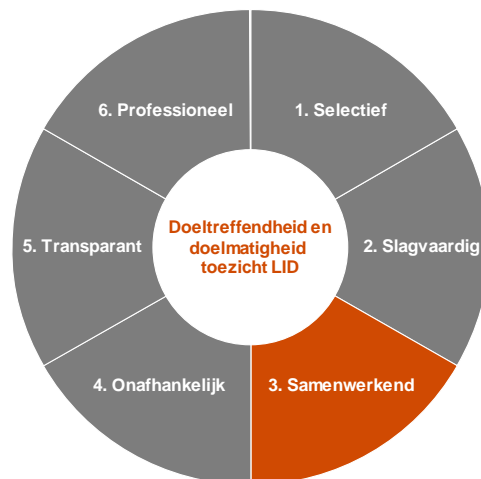 6. Professioneel
1. Selectief
Doeltreffendheid en
doelmatigheid
toezicht LID
5. Transparant
2. Slagvaardig
4. Onafhankelijk
3. Samenwerkend